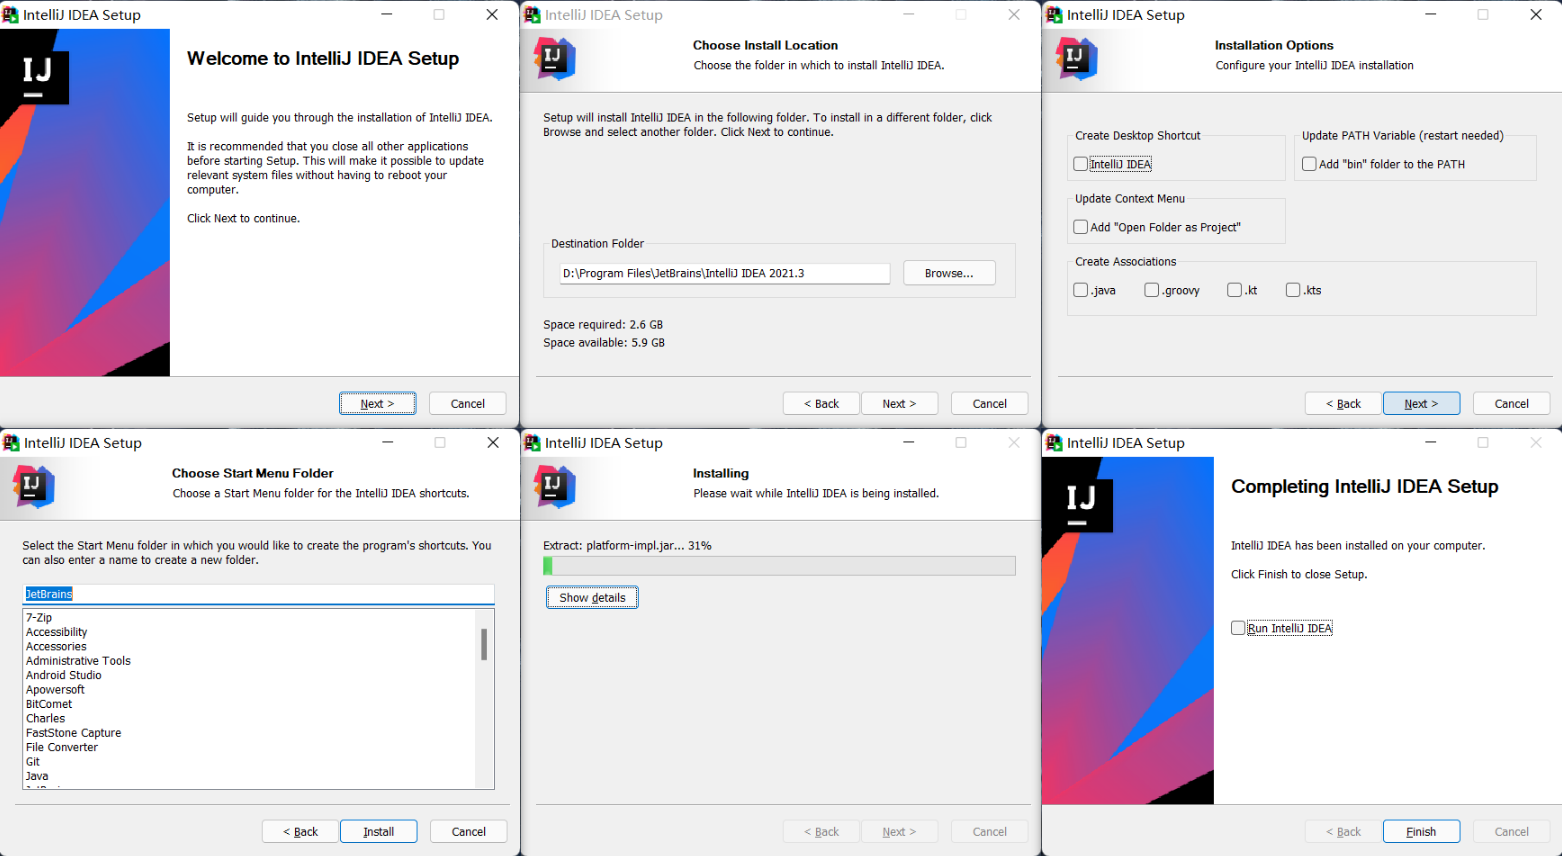 IntelliJ IDEA Setup
IJ
Welcome to IntelliJ IDEA Setup
Setup will guide you through the installation of IntelliJ IDEA.
It is recommended that you close all other applications
before starting Setup. This will make it possible to update
relevant system files without having to reboot your
computer.
Click Next to continue.
Next >
Cancel
IntelliJ IDEA Setup
IJ
Choose Install Location
Choose the folder in which to install IntelliJ IDEA.
Setup will install IntelliJ IDEA in the following folder. To install in a different folder, click
Browse and select another folder. Click Next to continue.
Destination Folder
D:\Program Files\JetBrains\IntelliJ IDEA 2021.3
Browse...
Space required: 2.6 GB
Space available: 5.9 GB
< Back
Next >
Cancel
IntelliJ IDEA Setup
IJ
Installation Options
Configure your IntelliJ IDEA installation
Create Desktop Shortcut
IntelliJ IDEA
Update PATH Variable (restart needed)
Add "bin" folder to the PATH
Update Context Menu
Add "Open Folder as Project"
Create Associations
.java
.groovy
.kt
.kts
< Back
Next >
Cancel
IntelliJ IDEA Setup
IJ
Choose Start Menu Folder
Choose a Start Menu folder for the IntelliJ IDEA shortcuts.
Select the Start Menu folder in which you would like to create the program's shortcuts. You
can also enter a name to create a new folder.
JetBrains
7-Zip
Accessibility
Accessories
Administrative Tools
Android Studio
Apowersoft
BitComet
Charles
FastStone Capture
File Converter
Git
Java
< Back
Install
Cancel
IntelliJ IDEA Setup
IJ
Installing
Please wait while IntelliJ IDEA is being installed.
Extract: platform-impl.jar... 31%
Show details
< Back
Next >
Cancel
IntelliJ IDEA Setup
IJ
Completing IntelliJ IDEA Setup
IntelliJ IDEA has been installed on your computer.
Click Finish to close Setup.
Run IntelliJ IDEA
< Back
Finish
Cancel